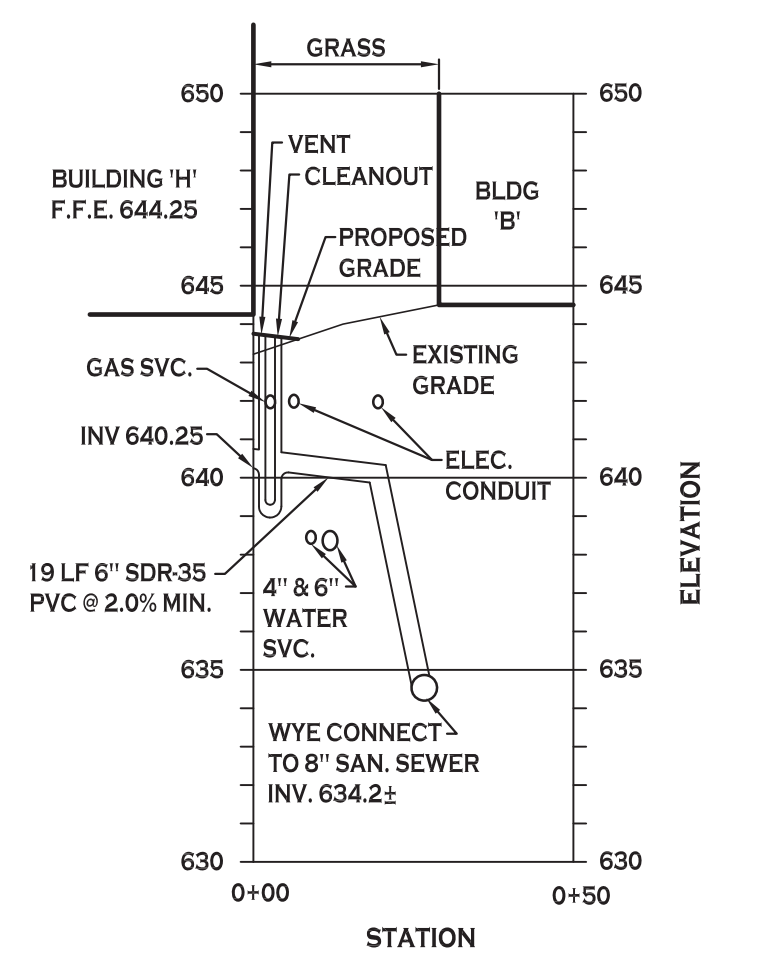 GRASS
650
650
VENT
CLEANOUT
BUILDING 'H'
F.F.E. 644.25
BLDG
'B'
PROPOSED
GRADE
645
645
EXISTING
GRADE
GAS SVC.
INV 640.25
ELEC.
CONDUIT
640
640
ELEVATION
19 LF 6" SDR-35
PVC @ 2.0% MIN.
4" & 6"
WATER
SVC.
635
635
WYE CONNECT
TO 8" SAN. SEWER
INV. 634.2±
630
630
0+00
0+50
STATION